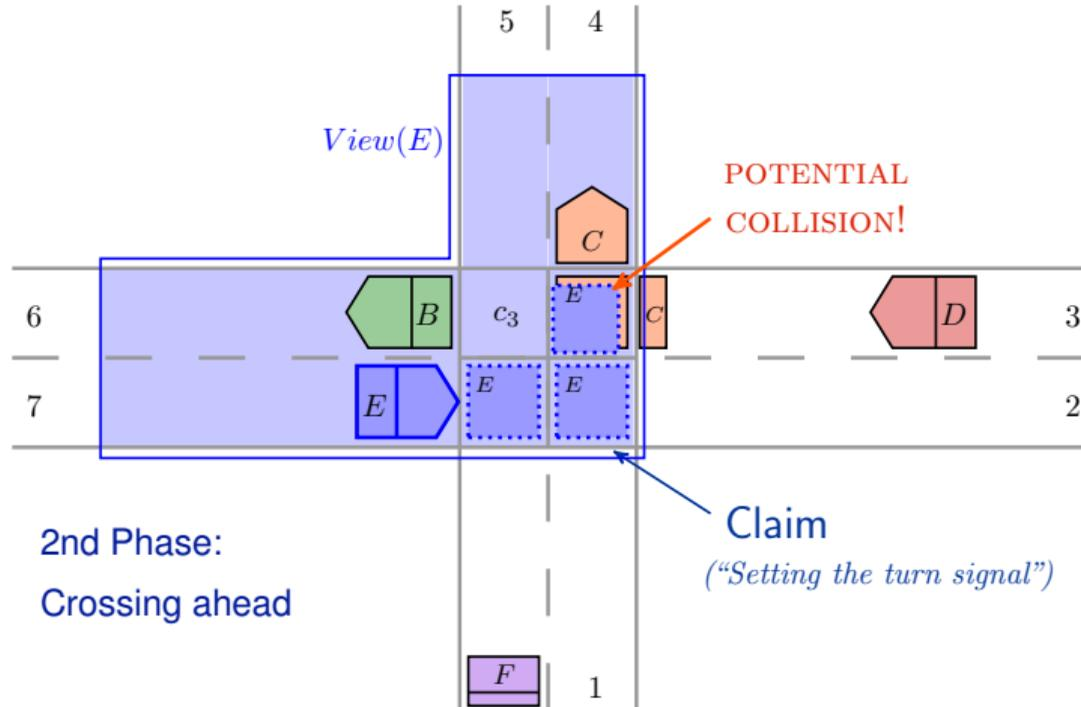 5
4
View(E)
POTENTIAL
COLLISION!
C
6
B
c₃
E
C
D
3
7
E
E
E
2
Claim
("Setting the turn signal")
2nd Phase:
Crossing ahead
F
1